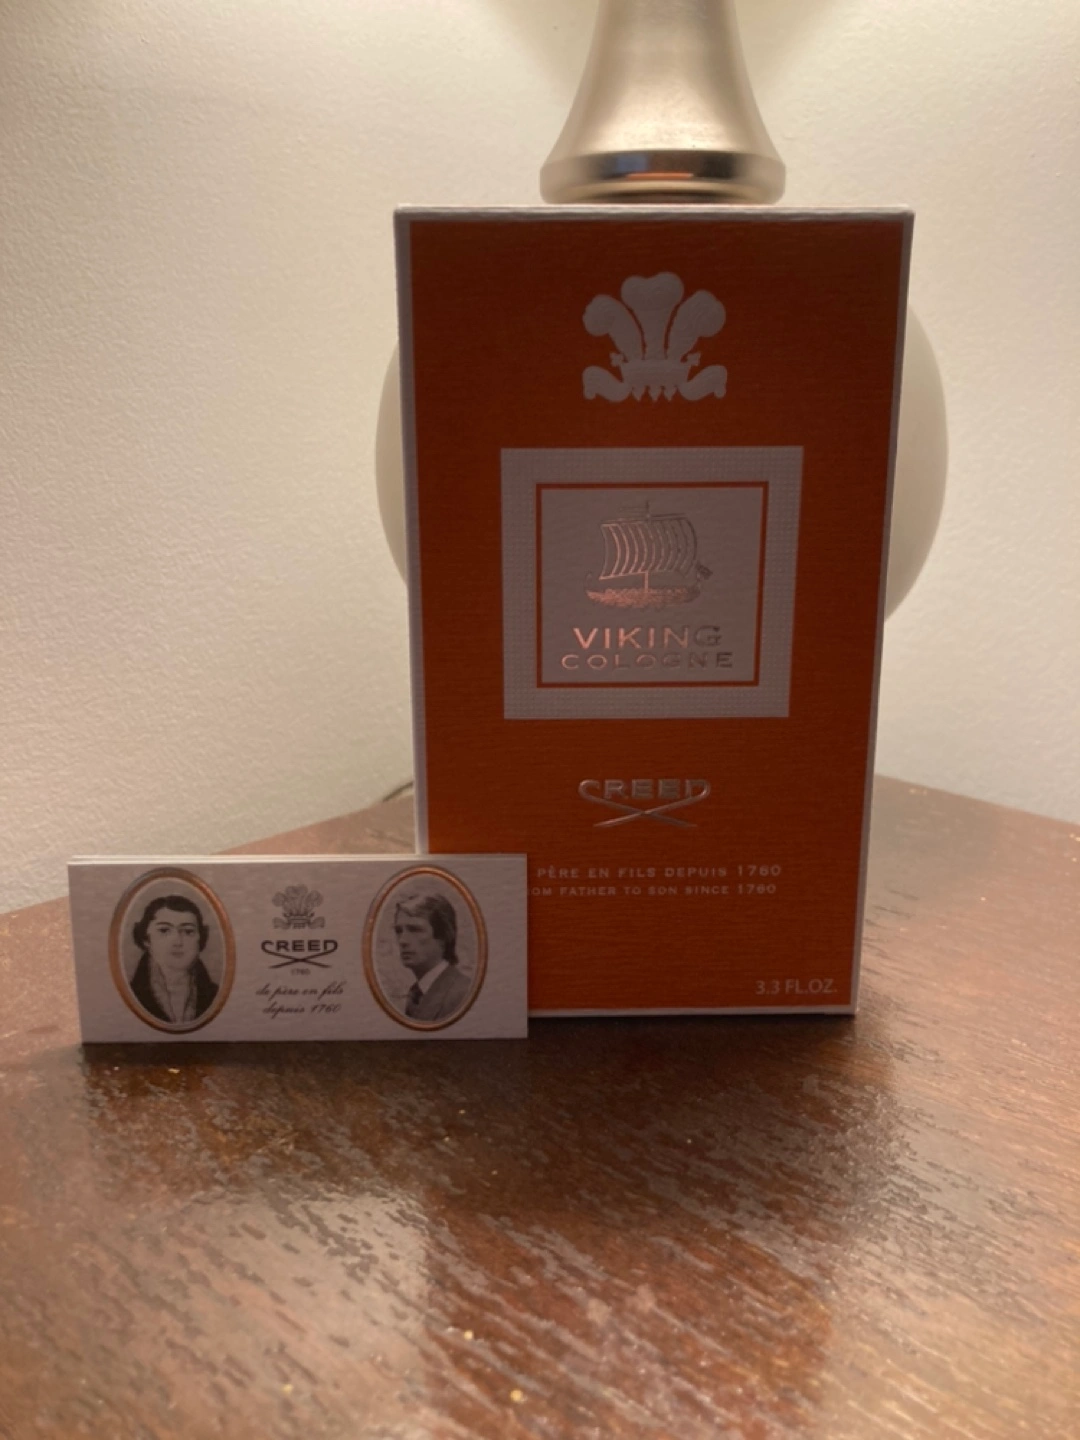 VIKING
COLOGNE
CREED
PÈRE EN FILS DEPUIS 1760
FATHER TO SON SINCE 1760
3.3 FL.OZ.
CREED
1760
de père en fils
depuis 1760